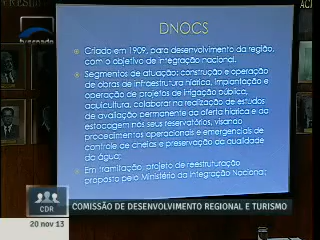 DNOCS
Criado em 1909, para desenvolvimento da região,
com o objetivo de integração nacional.
Segmentos de atuação: construção e operação
de obras de infraestrutura hídrica, implantação
e operação de projetos de irrigação pública,
aquicultura, colaborar na realização de estudos
de avaliação permanente da oferta hídrica e da
estocagem nos seus reservatórios, visando
procedimentos operacionais e emergenciais de
controle de cheias e preservação da qualidade
da água;
Em tramitação: projeto de reestruturação
proposta pelo Ministério da Integração Nacional;
CDR
COMISSÃO DE DESENVOLVIMENTO REGIONAL E TURISMO
20 nov 13